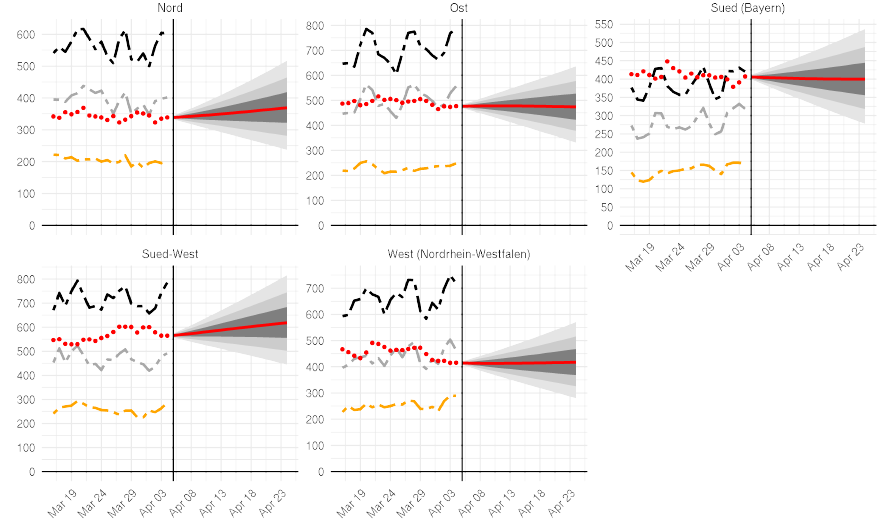 Nord
600
500
400
300
200
100
0
Ost
800
700
600
500
400
300
200
100
0
Sued (Bayern)
550
500
450
400
350
300
250
200
150
100
50
0
Mar 19
Mar 24
Mar 29
Apr 03
Apr 08
Apr 13
Apr 18
Apr 23
Sued-West
800
700
600
500
400
300
200
100
0
Mar 19
Mar 24
Mar 29
Apr 03
Apr 08
Apr 13
Apr 18
Apr 23
West (Nordrhein-Westfalen)
700
600
500
400
300
200
100
0
Mar 19
Mar 24
Mar 29
Apr 03
Apr 08
Apr 13
Apr 18
Apr 23